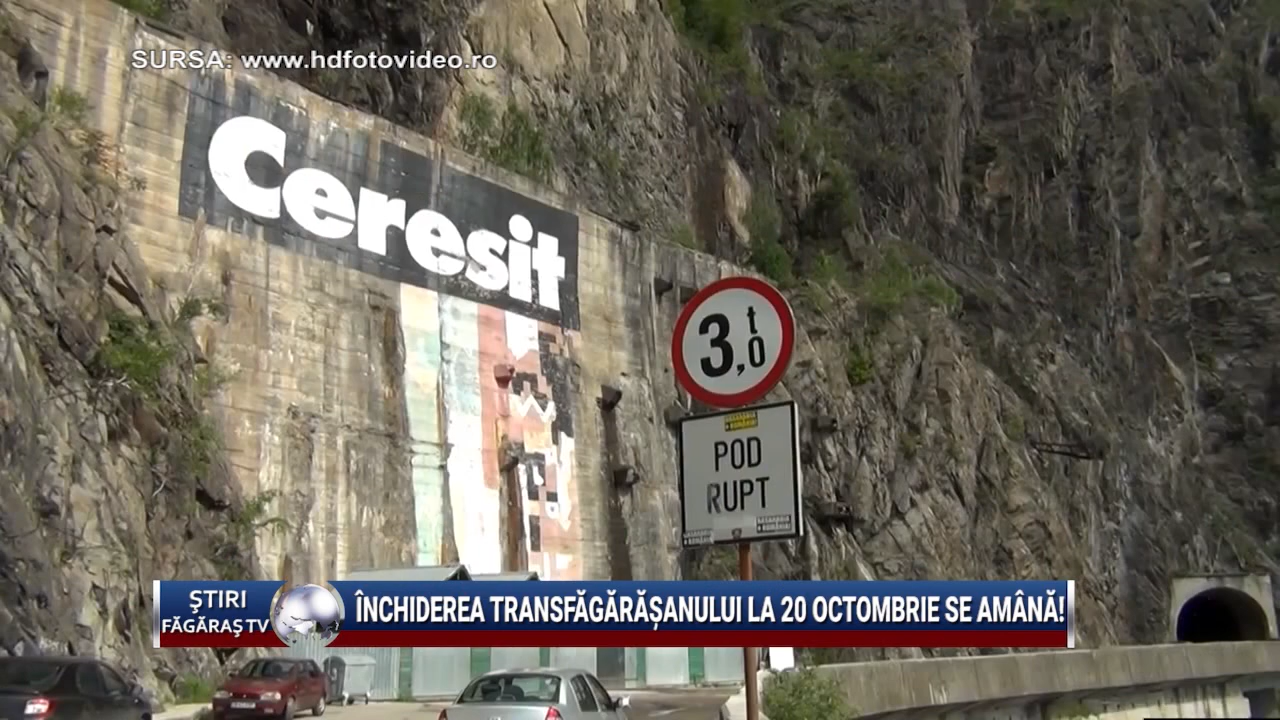 SURSA: www.hdfotovideo.ro
Ceresit
3,0 t
POD
RUPT
ŞTIRI
FĂGĂRAŞ TV
ÎNCHIDEREA TRANSFĂGĂRĂȘANULUI LA 20 OCTOMBRIE SE AMÂNĂ!